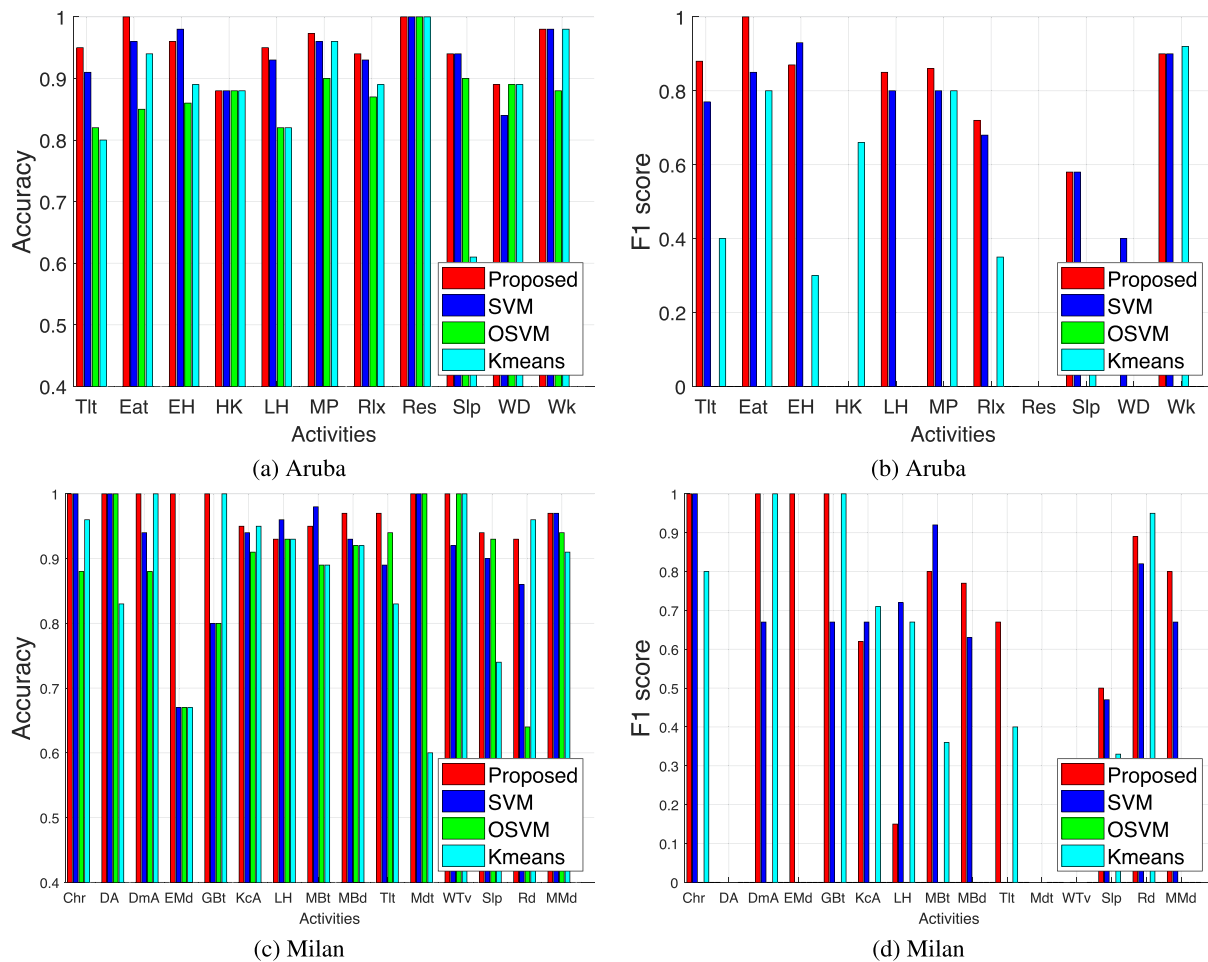 1
0.9
0.8
0.7
0.6
0.5
0.4
Accuracy
Tlt Eat EH HK LH MP Rlx Res Slp WD Wk
Activities
Proposed
SVM
OSVM
Kmeans
(a) Aruba
1
0.8
0.6
0.4
0.2
0
F1 score
Tlt Eat EH HK LH MP Rlx Res Slp WD Wk
Activities
Proposed
SVM
OSVM
Kmeans
(b) Aruba
1
0.9
0.8
0.7
0.6
0.5
0.4
Accuracy
Chr DA DmA EMd GBt KcA LH MBt MBd Tlt Mdt WTv Slp Rd MMd
Activities
Proposed
SVM
OSVM
Kmeans
(c) Milan
1
0.9
0.8
0.7
0.6
0.5
0.4
0.3
0.2
0.1
0
F1 score
Chr DA DmA EMd GBt KcA LH MBt MBd Tlt Mdt WTv Slp Rd MMd
Activities
Proposed
SVM
OSVM
Kmeans
(d) Milan